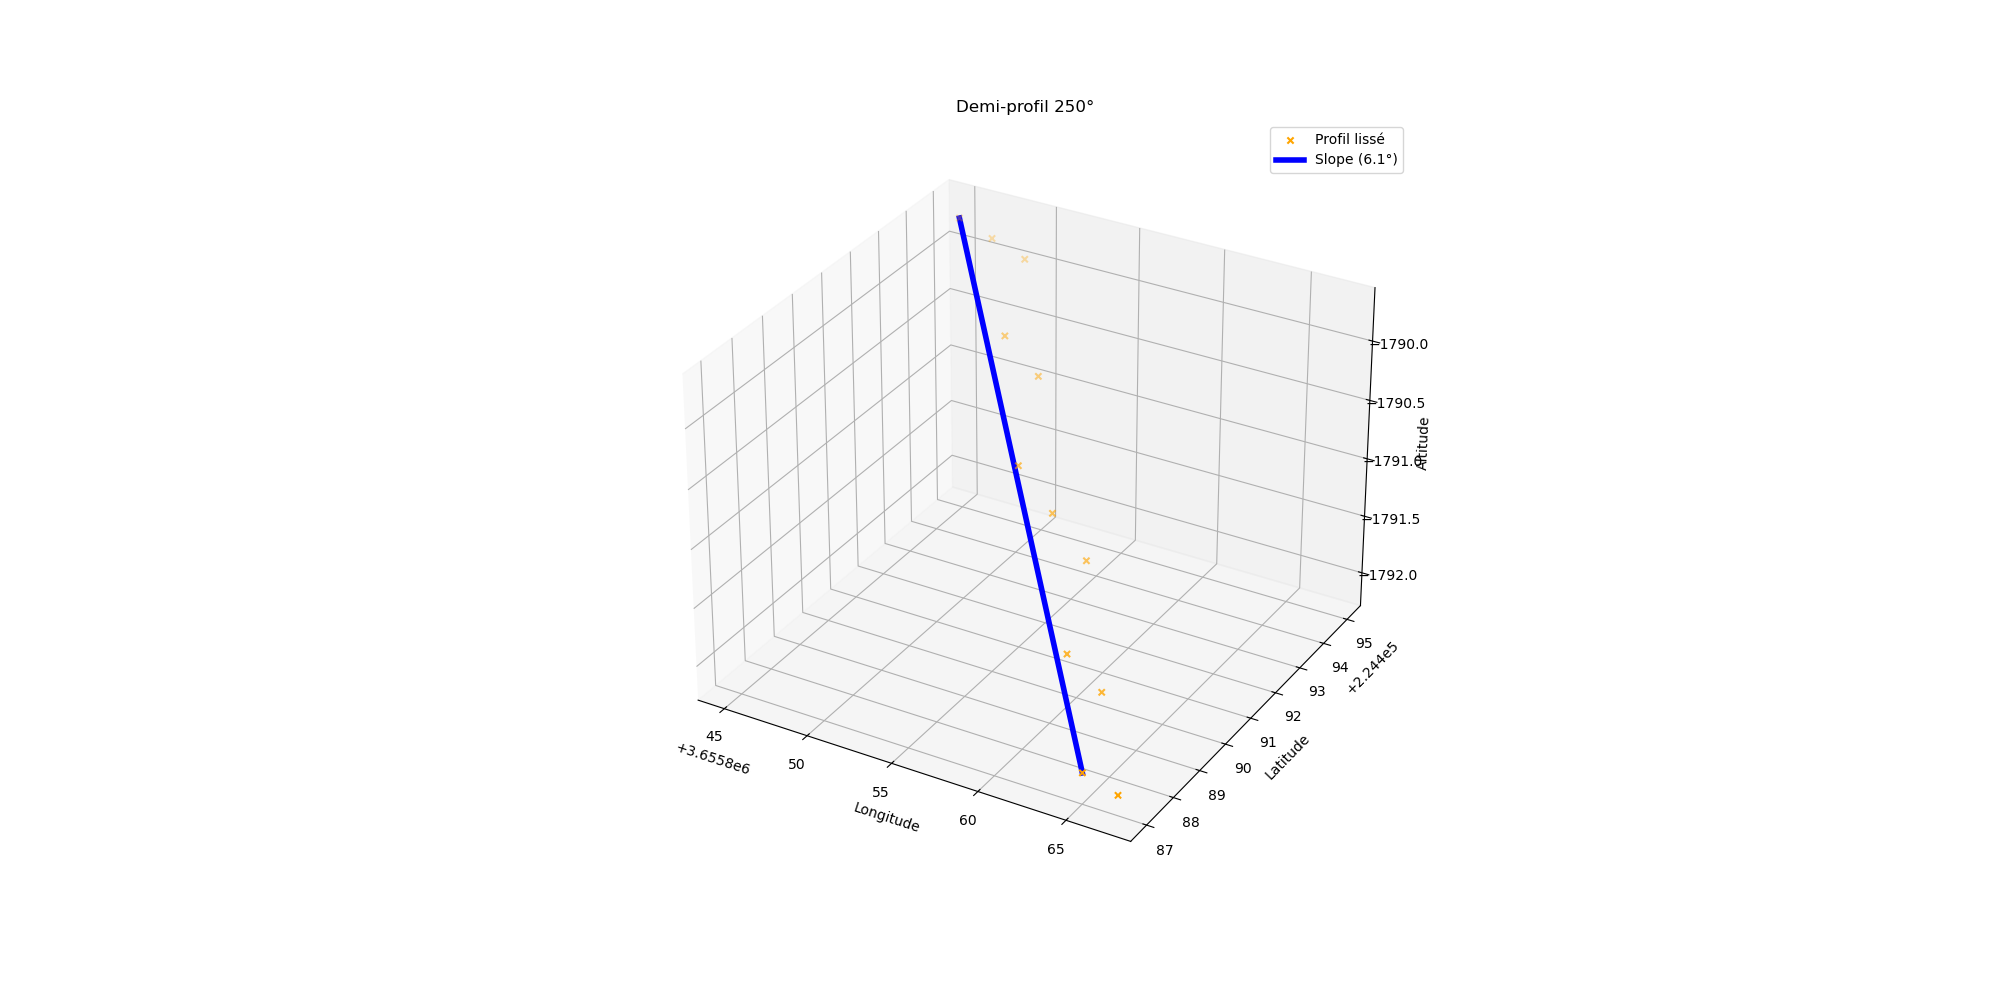 Demi-profil 250°
Profil lissé
Slope (6.1°)
−1790.0
−1790.5
−1791.0
−1791.5
−1792.0
Altitude
95
94
93
92
91
90
89
88
87
+2.244e5
Latitude
45
50
55
60
65
+3.6558e6
Longitude